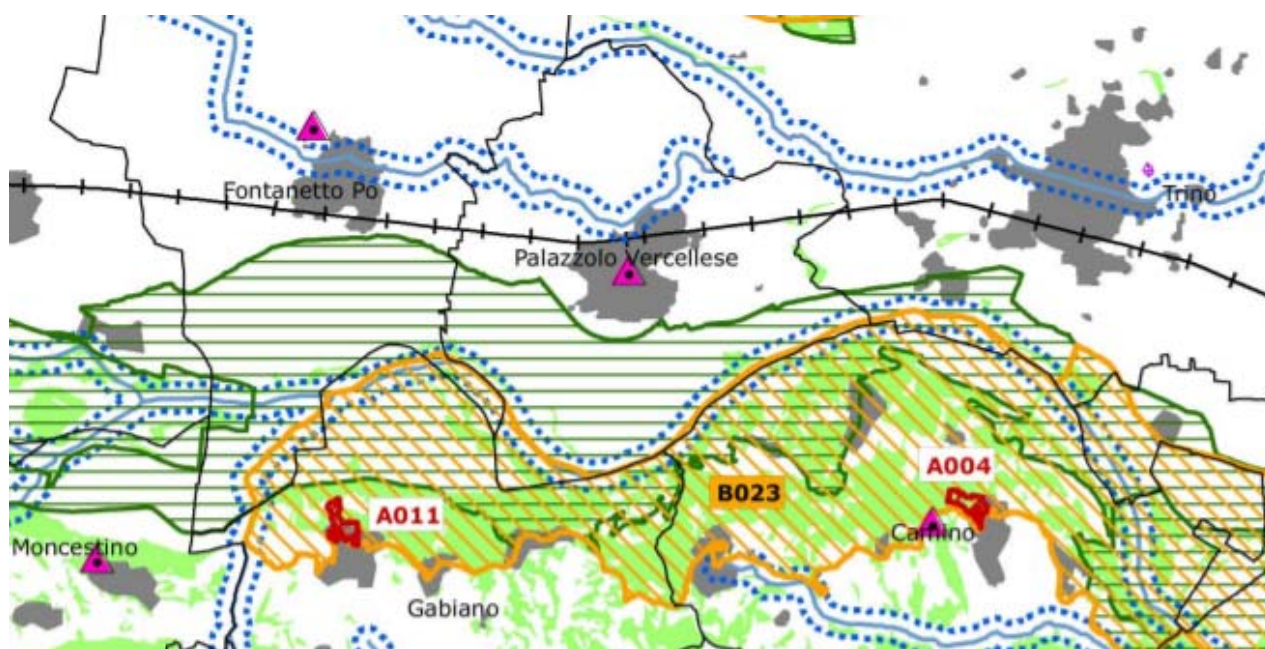 Fontanetto Po
Trino
Palazzolo Vercellese
A004
B023
A011
Camino
Moncestino
Gabiano